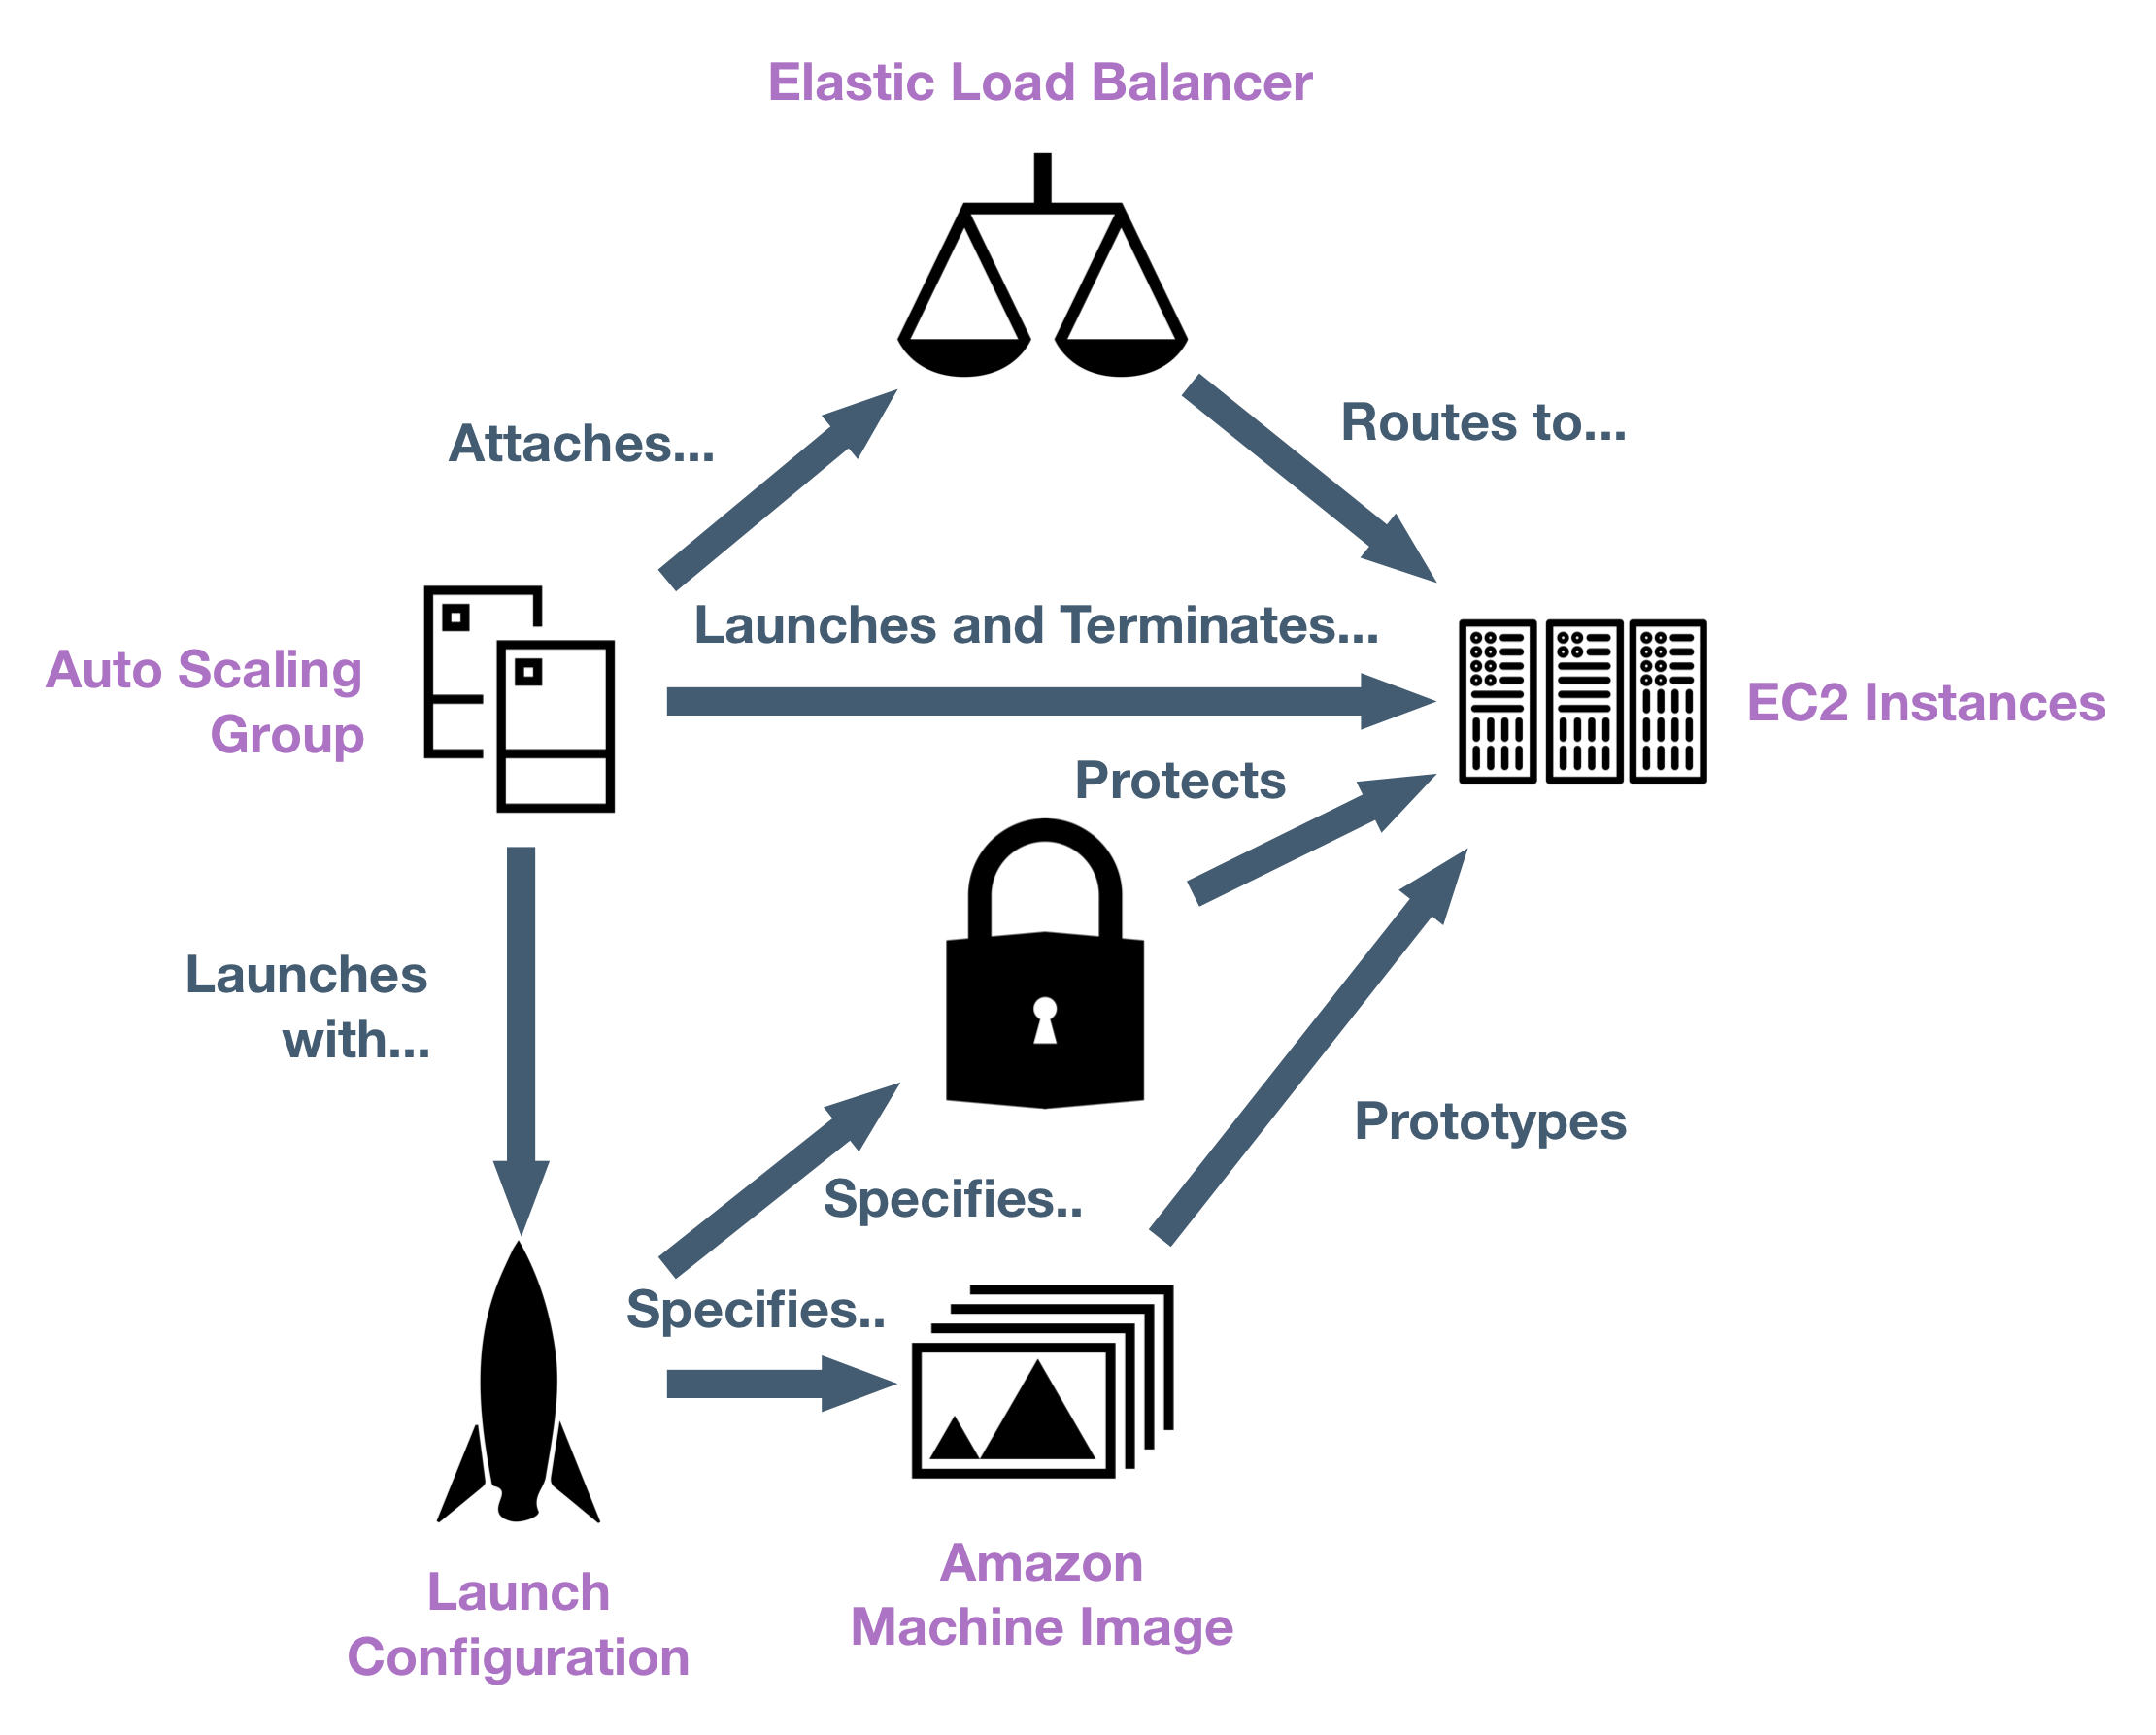 Elastic Load Balancer
Attaches...
Routes to...
Launches and Terminates...
Auto Scaling
Group
EC2 Instances
Protects
Launches
with...
Prototypes
Specifies..
Specifies..
Amazon
Machine Image
Launch
Configuration